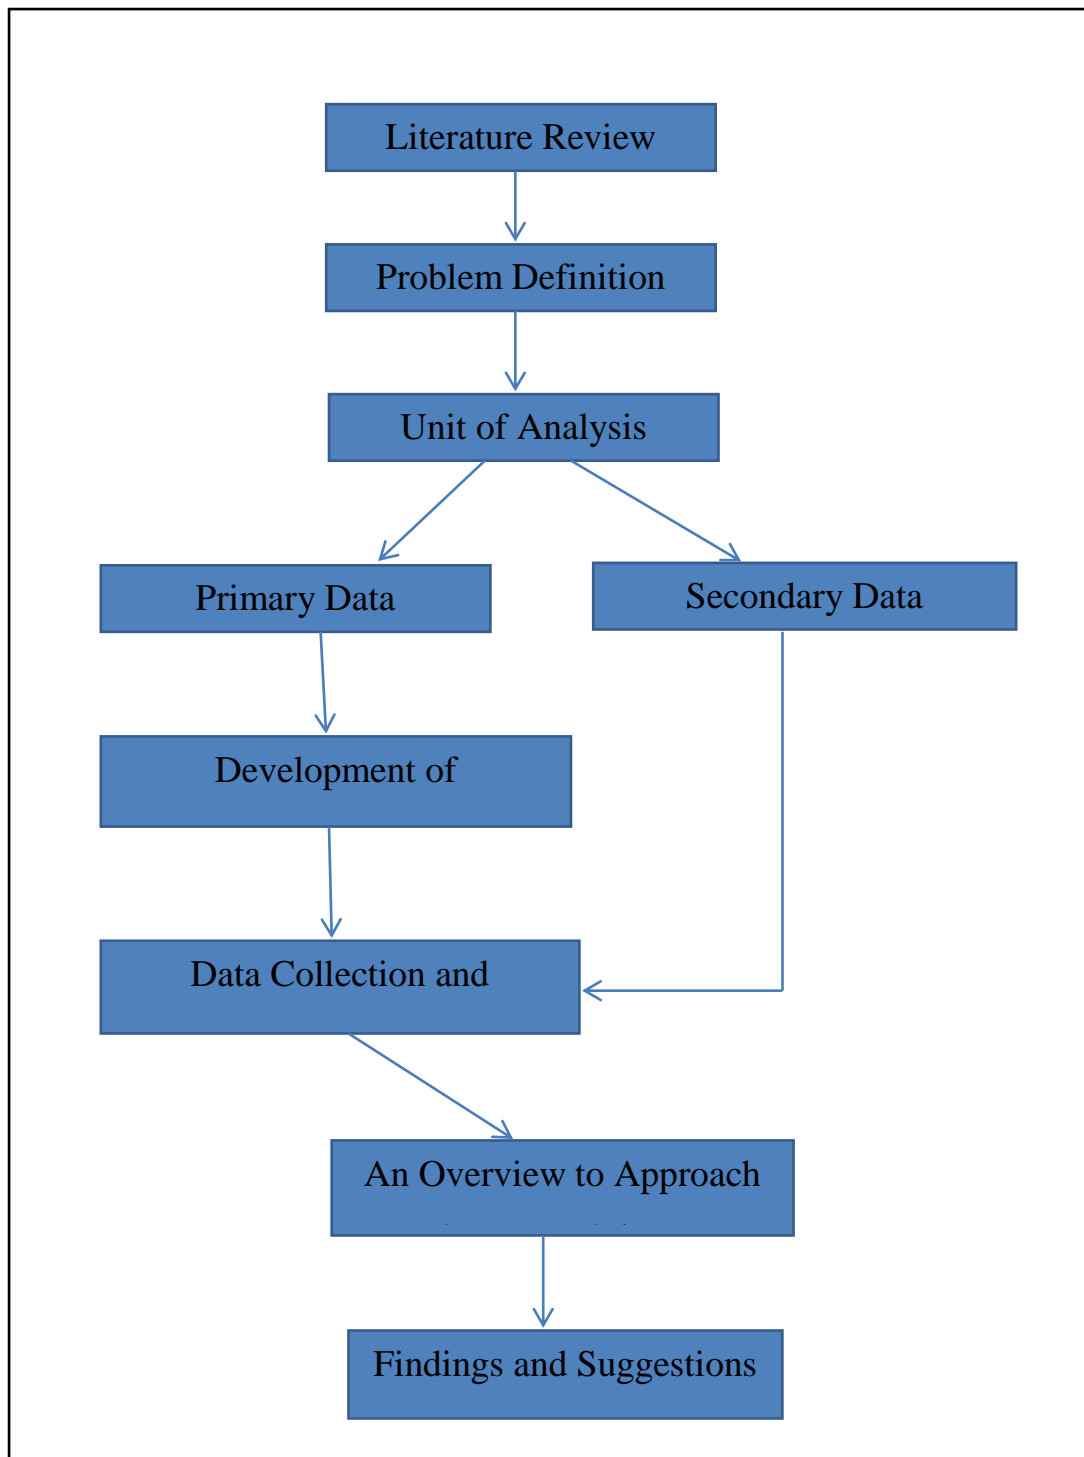 Literature Review
Problem Definition
Unit of Analysis
Primary Data
Secondary Data
Development of
Data Collection and
An Overview to Approach
Findings and Suggestions